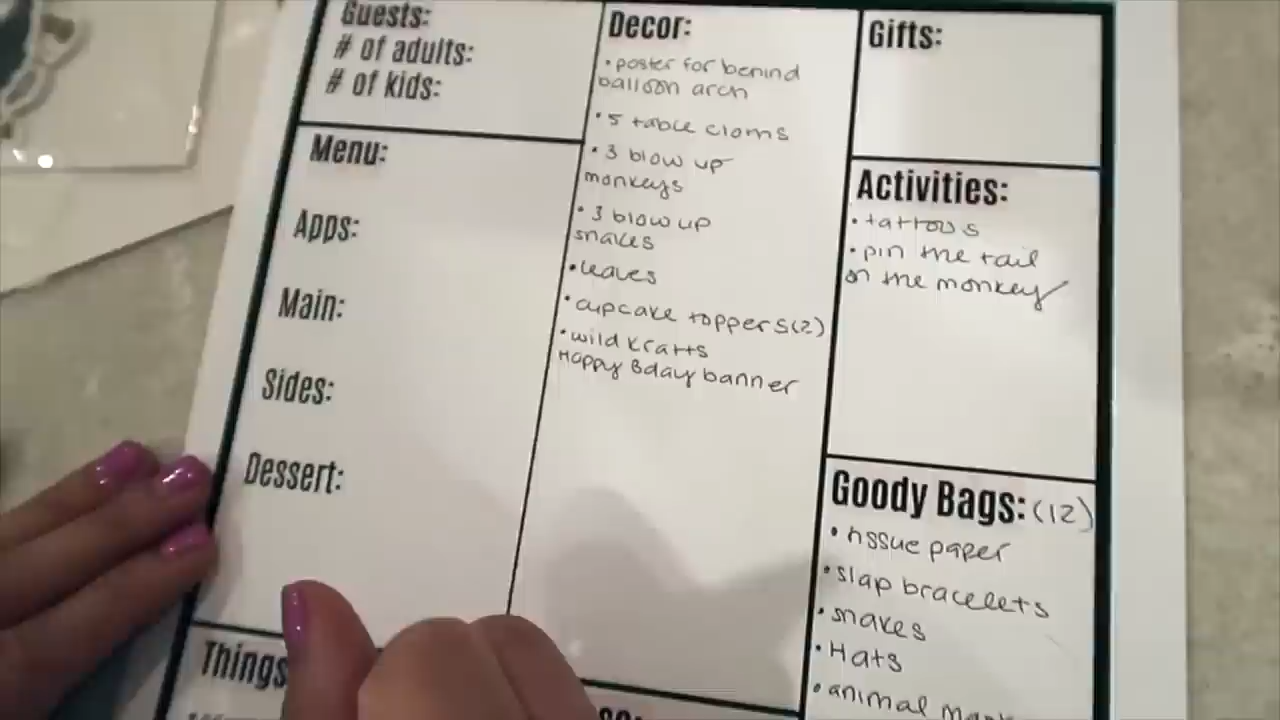 Guests:
# of adults:
# of kids:
Menu:
Apps:
Main:
Sides:
Dessert:
Things
Decor:
• poster for behind
balloon arch
• 5 table cloths
• 3 blow up
monkeys
• 3 blow up
snakes
• leaves
• cupcake toppers (2)
• wild kratts
Happy Bday banner
Gifts:
Activities:
• tattoos
• pin the tail
on the monkey
Goody Bags: (12)
• tissue paper
• slap bracelets
• snakes
• Hats
• animal